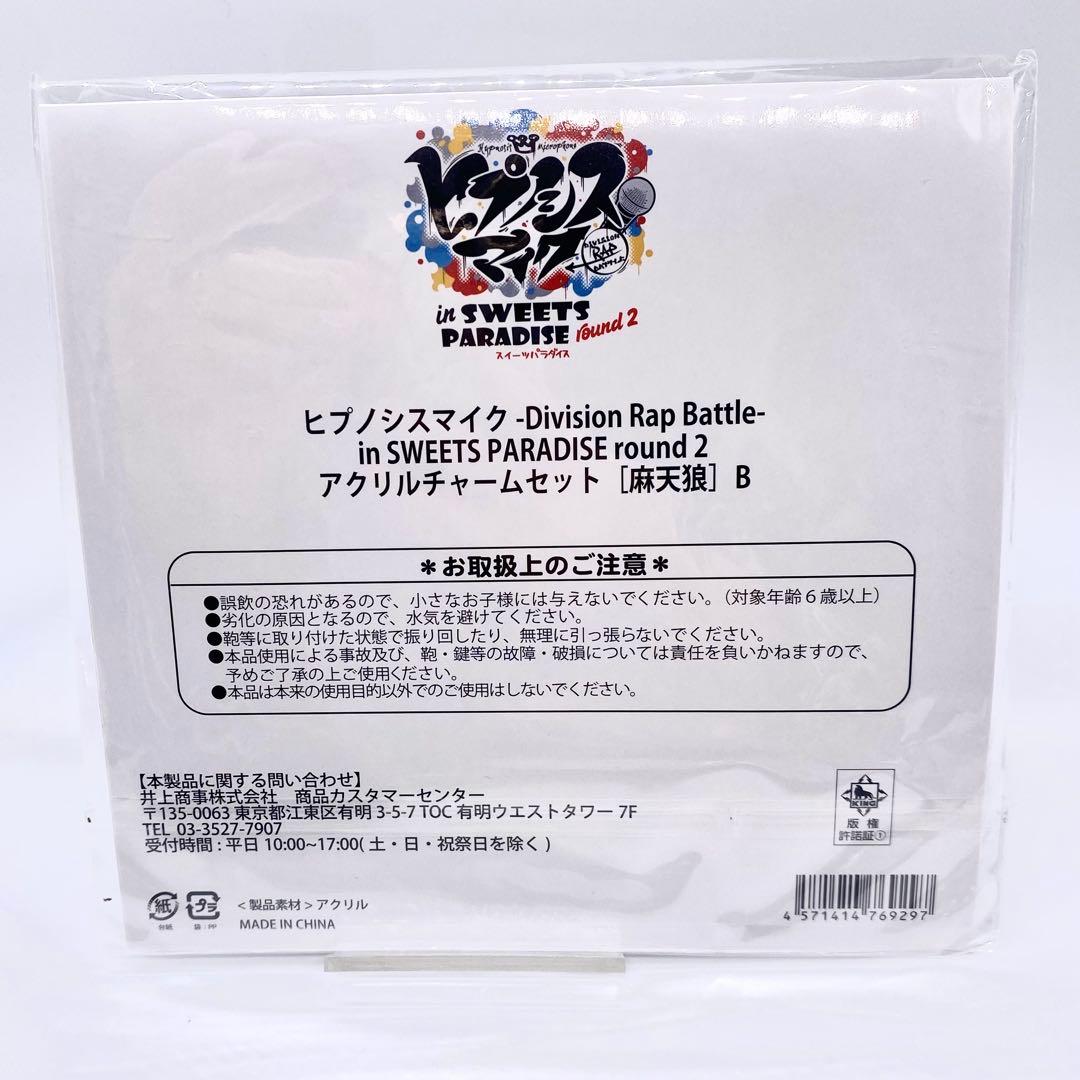 Hypnosis Microphone
ヒプノシス
マイク
DIVISION
RAP
BATTLE
in SWEETS
PARADISE round 2
スイーツパラダイス
ヒプノシスマイク -Division Rap Battle-
in SWEETS PARADISE round 2
アクリルチャームセット［麻天狼］B
＊お取扱上のご注意＊
●誤飲の恐れがあるので、小さなお子様には与えないでください。（対象年齢６歳以上）
●劣化の原因となるので、水気を避けてください。
●鞄等に取り付けた状態で振り回したり、無理に引っ張らないでください。
●本品使用による事故及び、鞄・鍵等の故障・破損については責任を負いかねますので、
予めご了承の上ご使用ください。
●本品は本来の使用目的以外でのご使用はしないでください。
【本製品に関する問い合わせ】
井上商事株式会社　商品カスタマーセンター
〒135-0063 東京都江東区有明 3-5-7 TOC 有明ウエストタワー 7F
TEL 03-3527-7907
受付時間 : 平日 10:00~17:00( 土・日・祝祭日を除く )
KING
版権
許諾証①
紙
台紙
プラ
袋：PP
＜製品素材＞アクリル
MADE IN CHINA
4 571414 769297